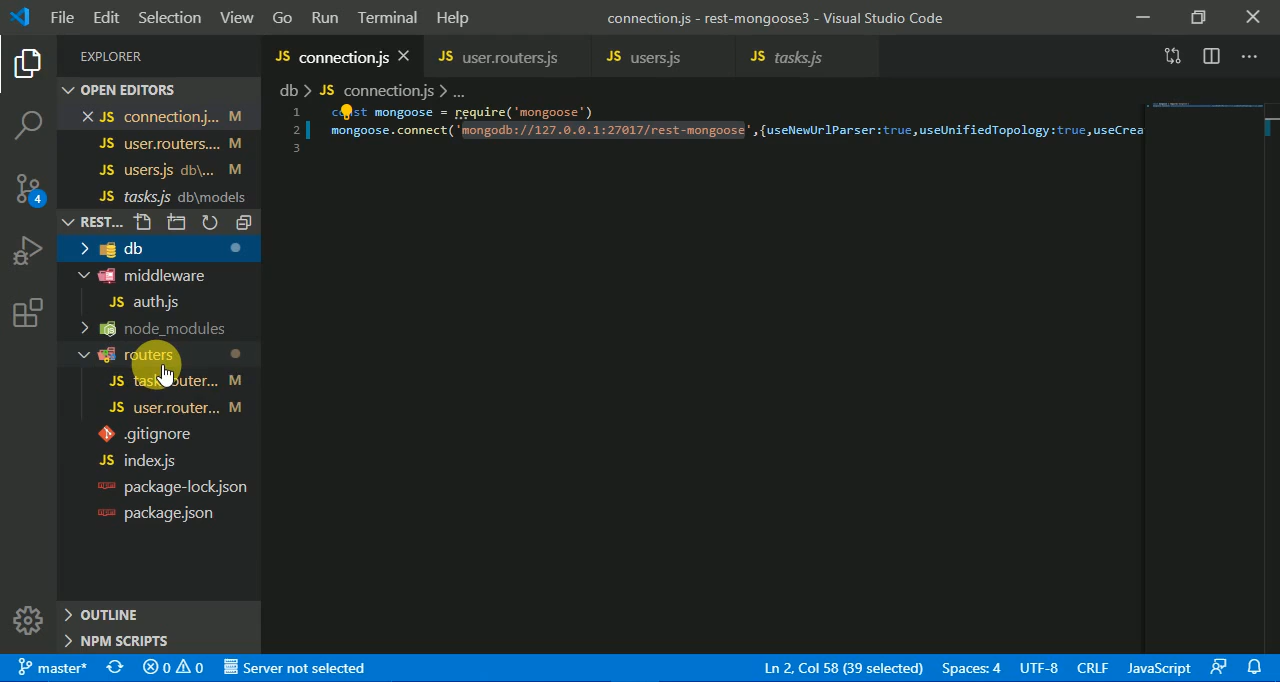 File Edit Selection View Go Run Terminal Help connection.js - rest-mongoose3 - Visual Studio Code
EXPLORER
JS connection.js JS user.routers.js JS users.js JS tasks.js
OPEN EDITORS
db > JS connection.js > ...
JS connection.j... M
JS user.routers.... M
JS users.js db\... M
JS tasks.js db\models
1 const mongoose = require('mongoose')
2 mongoose.connect('mongodb://127.0.0.1:27017/rest-mongoose',{useNewUrlParser:true,useUnifiedTopology:true,useCrea
3
REST...
db
middleware
JS auth.js
node_modules
routers
JS task.router... M
JS user.router... M
.gitignore
JS index.js
package-lock.json
package.json
OUTLINE
NPM SCRIPTS
4
master* 0 0 Server not selected Ln 2, Col 58 (39 selected) Spaces: 4 UTF-8 CRLF JavaScript